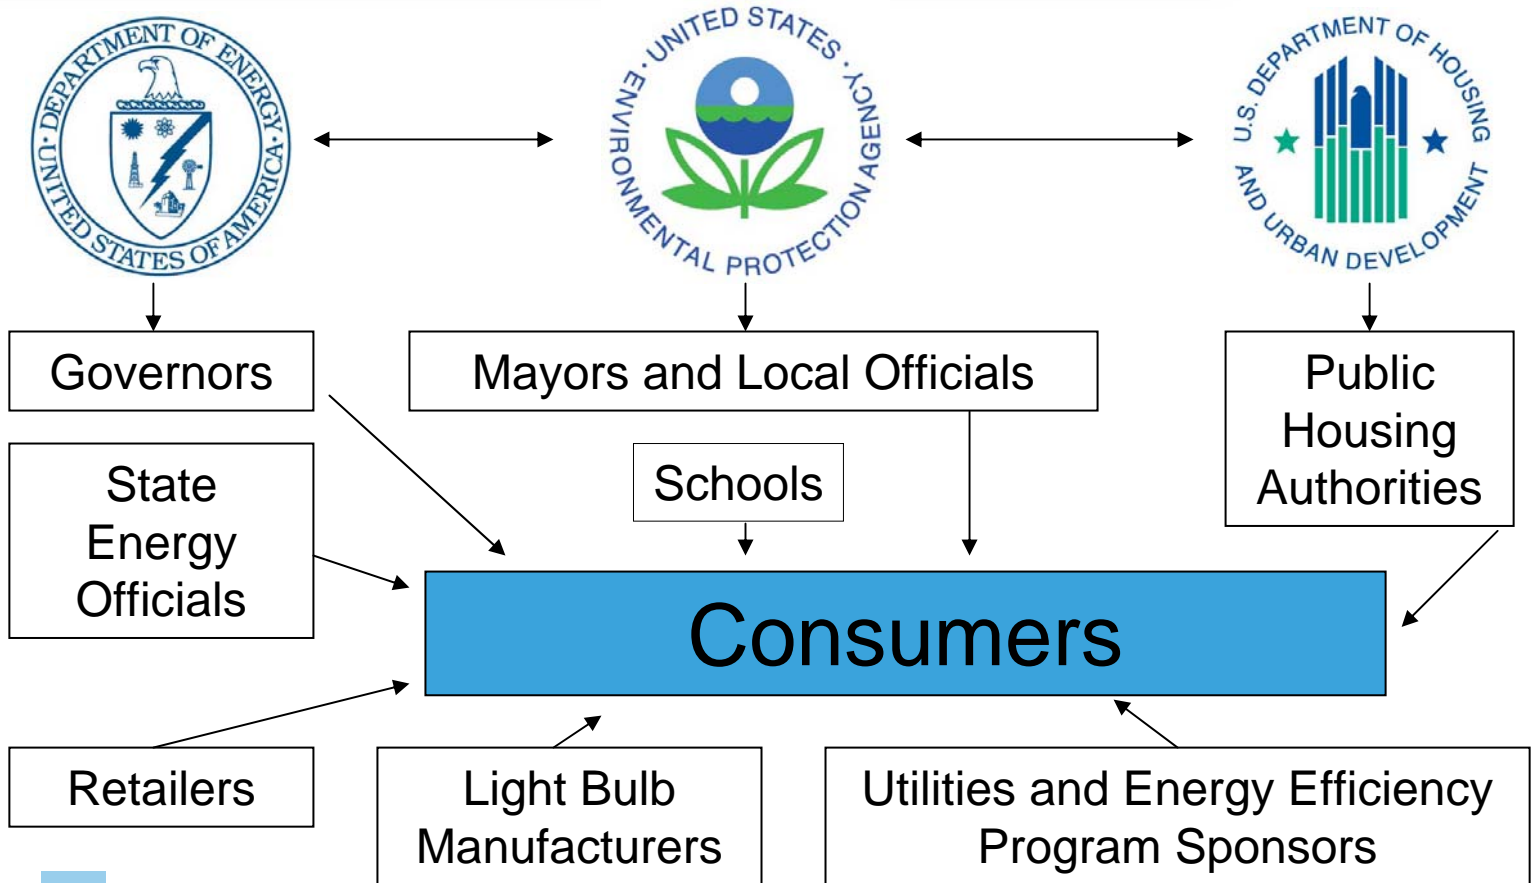 DEPARTMENT OF ENERGY
UNITED STATES OF AMERICA
UNITED STATES
ENVIRONMENTAL PROTECTION AGENCY
U.S. DEPARTMENT OF HOUSING
AND URBAN DEVELOPMENT
Governors
Mayors and Local Officials
Public
Housing
Authorities
State
Energy
Officials
Schools
Consumers
Retailers
Light Bulb
Manufacturers
Utilities and Energy Efficiency
Program Sponsors